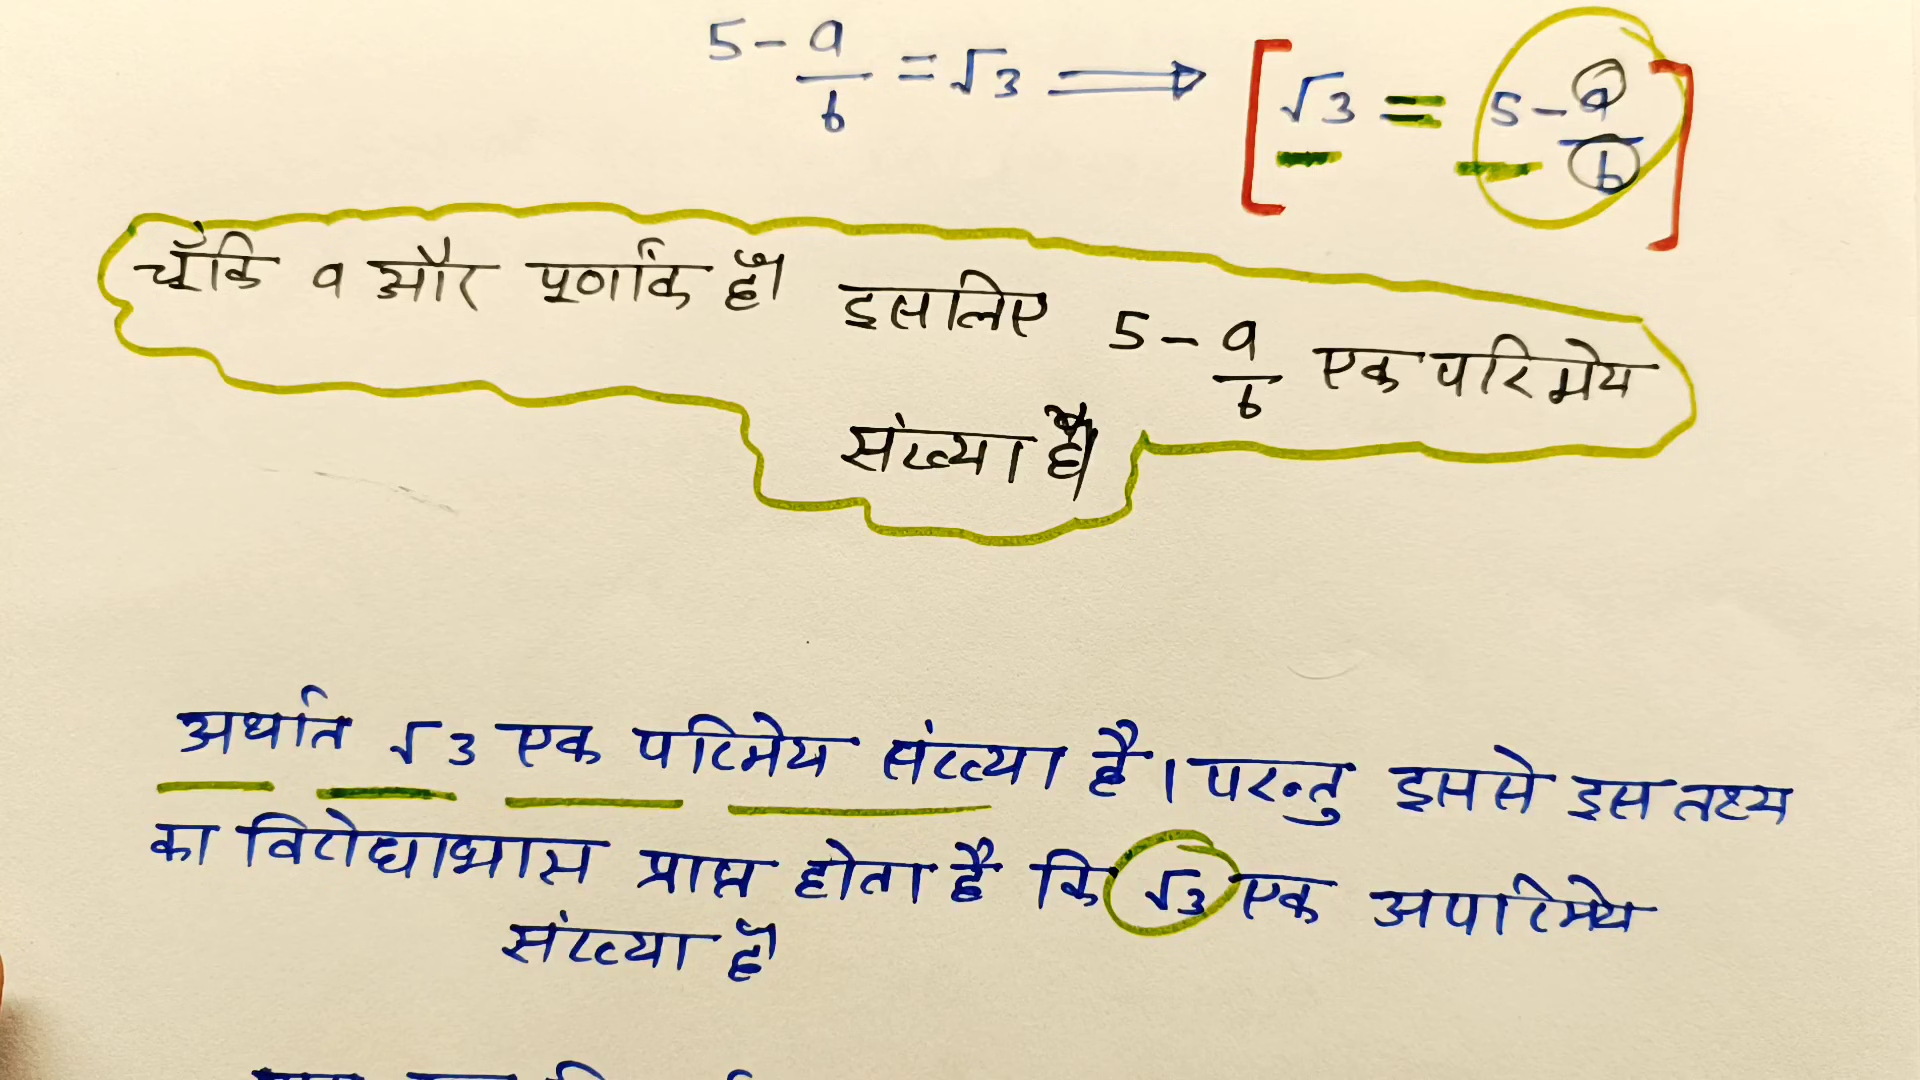 5 - a/b = √3 ⟹ [√3 = 5 - a/b]
चूँकि a और पूर्णांक हैं। इसलिए 5 - a/b एक परिमेय
संख्या है।
अर्थात √3 एक परिमेय संख्या है। परन्तु इससे इस तथ्य
का विरोधाभास प्राप्त होता है कि √3 एक अपरिमेय
संख्या है